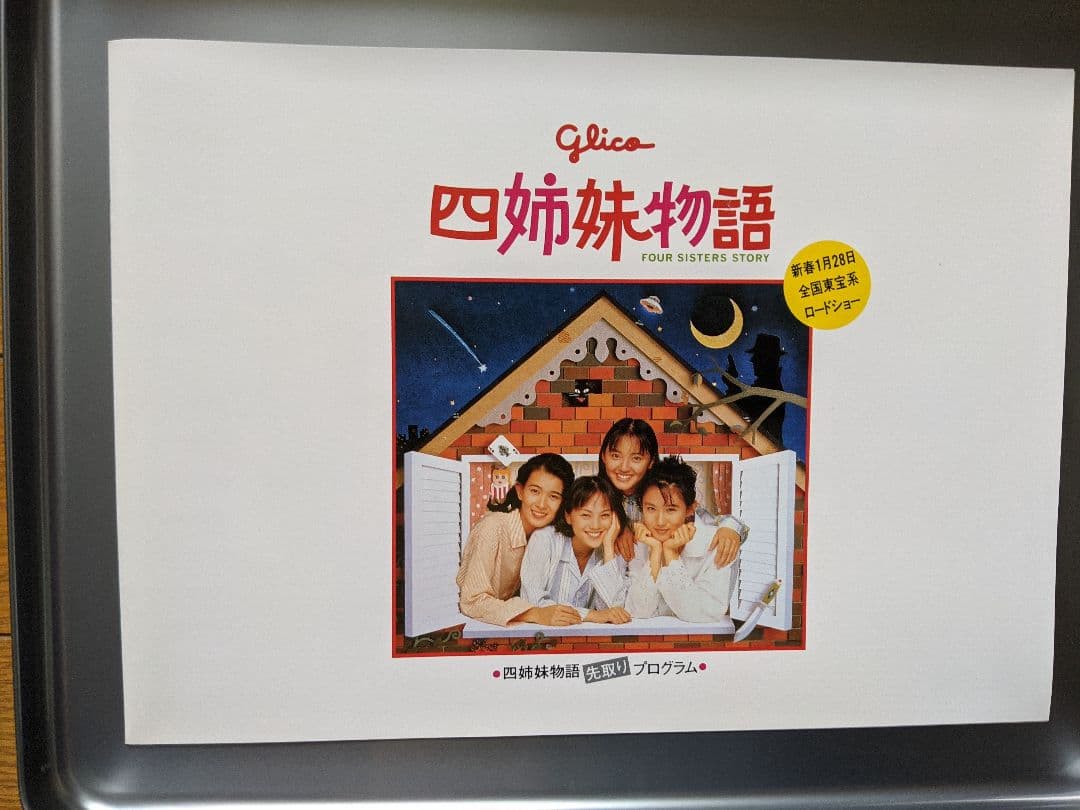 glico
四姉妹物語
FOUR SISTERS STORY
新春1月28日
全国東宝系
ロードショー
•四姉妹物語 先取り プログラム•